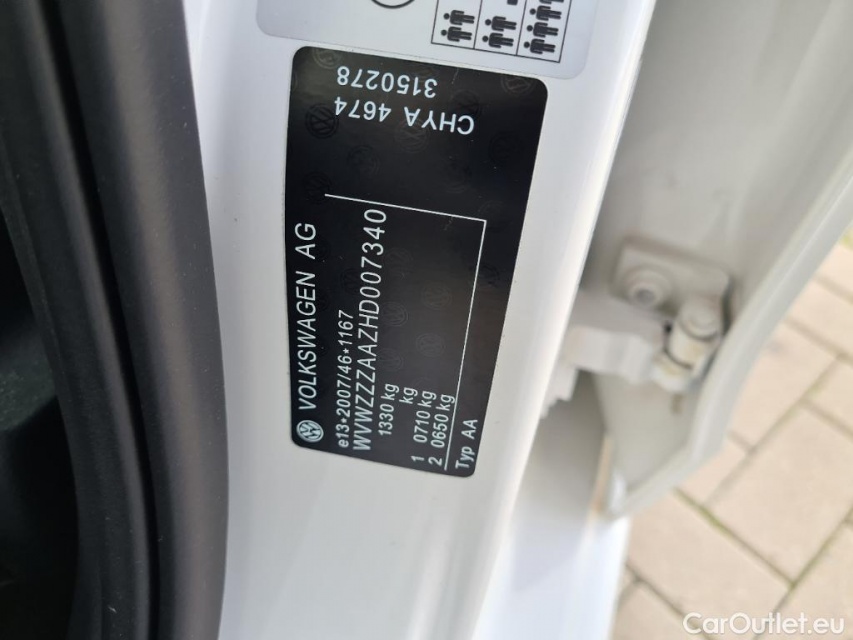 VOLKSWAGEN AG
e13*2007/46*1167
WVWZZZAAZHD007340
1330 kg
kg
1 0710 kg
2 0650 kg
Typ AA
CHYA 4674
3150278
CarOutlet.eu